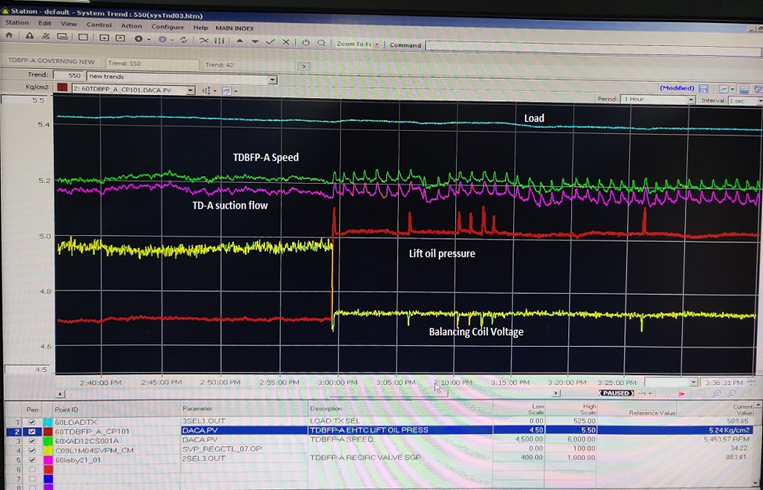 Station - default - System Trend : 550(sysTnd03.htm)
Station Edit View Control Action Configure Help MAIN INDEX
Zoom To Fi Command
TDBFP-A GOVERNING NEW Trend: 550 Trend: 42
Trend: 550 new trends
Kg/cm2 2: 60TDBFP_A_CP101.DACA.PV (Modified)
Period: 1 Hour Interval: 1 sec
5.5
5.4
Load
TDBFP-A Speed
5.2
TD-A suction flow
5.0
Lift oil pressure
4.8
Balancing Coil Voltage
4.6
4.5
2:40:00 PM 2:45:00 PM 2:50:00 PM 2:55:00 PM 3:00:00 PM 3:05:00 PM 3:10:00 PM 3:15:00 PM 3:20:00 PM 3:25:00 PM 3:30:00 PM 3:36:31 PM
PAUSED
Pen Point ID Parameter Description Low Scale High Scale Reference Value Current Value
1 60LOADTX 3SEL1.OUT LOAD TX SEL 0.00 525.00 509.65
2 60TDBFP_A_CP101 DACA.PV TDBFP-A EHTC LIFT OIL PRESS 4.50 5.50 5.24 Kg/cm2
3 60XAD12CS001A DACA.PV TDBFP-A SPEED 4,500.00 6,000.00 5,453.57 RPM
4 C09L1M04SVPM_CM SVP_REGCTL_07.OP 0.00 100.00 34.22
5 60laby21_01 2SEL3.OUT TDBFP-A RECIRC VALVE SGP 400.00 1,000.00 883.61
6
7
8